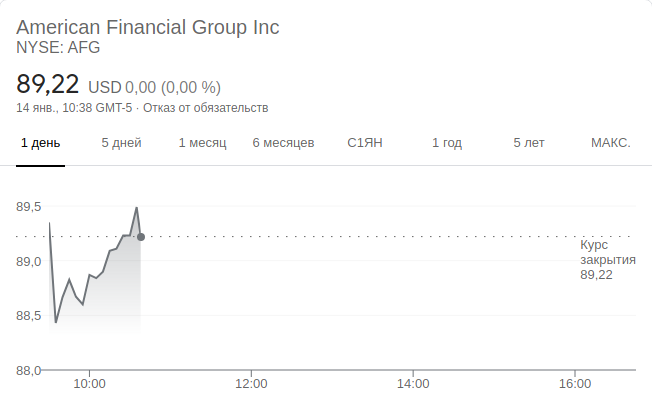 American Financial Group Inc
NYSE: AFG
89,22 USD 0,00 (0,00 %)
14 янв., 10:38 GMT-5 · Отказ от обязательств
1 день 5 дней 1 месяц 6 месяцев С1ЯН 1 год 5 лет МАКС.
89,5
Курс
закрытия
89,22
89,0
88,5
88,0
10:00 12:00 14:00 16:00